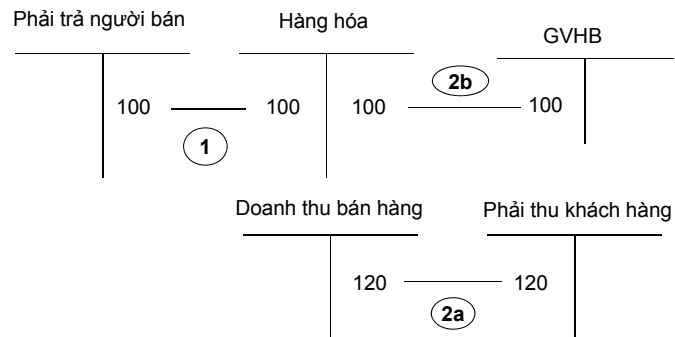 Phải trả người bán Hàng hóa GVHB
2b
100 100 100 100
1
Doanh thu bán hàng Phải thu khách hàng
120 120
2a